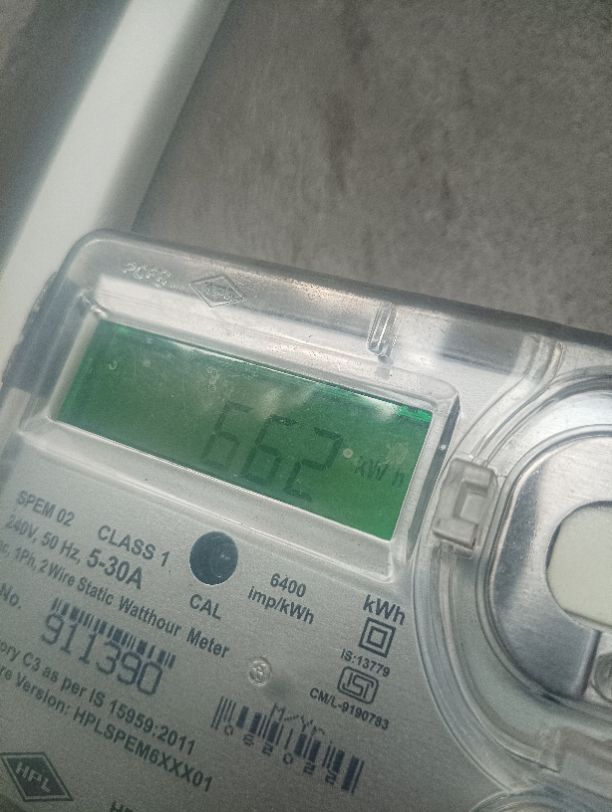 662 kWh
SPEM 02 CLASS 1
240V, 50 Hz, 5-30A
ac, 1Ph, 2 Wire Static Watthour Meter
CAL
6400
imp/kWh
kWh
IS:13779
CM/L-9190793
No.
911390
ory C3 as per IS 15959:2011
re Version: HPLSPEM6XXX01
M/Yr
HPL